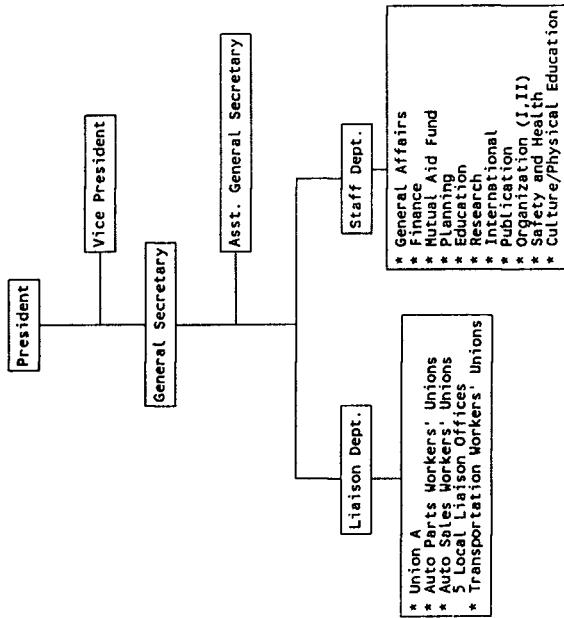 President
Vice President
General Secretary
Asst. General Secretary
Liaison Dept.
Staff Dept.
* Union A
* Auto Parts Workers' Unions
* Auto Sales Workers' Unions
5 Local Liaison Offices
* Transportation Workers' Unions
* General Affairs
* Finance
* Mutual Aid Fund
* Planning
* Education
* Research
* International
* Publication
* Organization (I,II)
* Safety and Health
* Culture/Physical Education